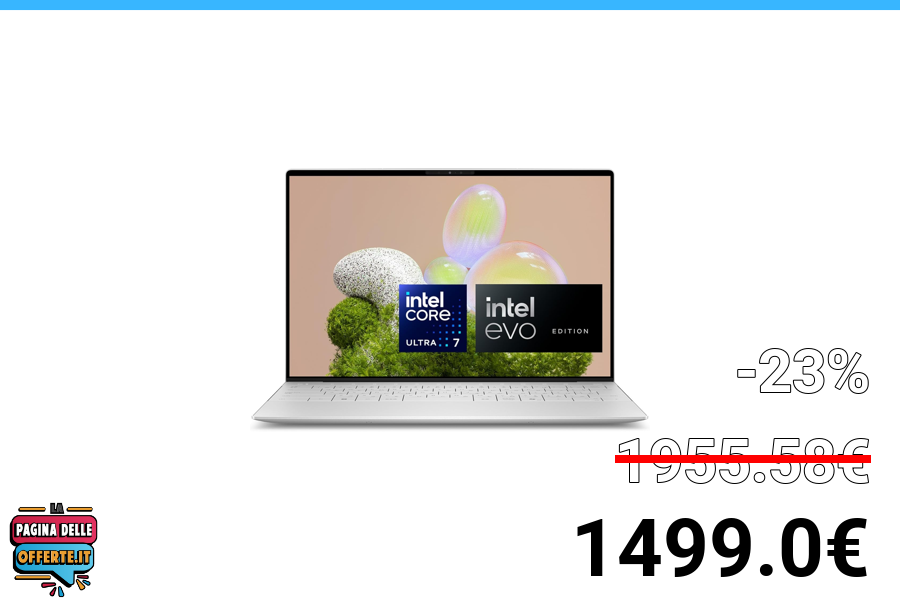 intel
CORE
ULTRA 7
intel
evo EDITION
-23%
1955.58€
1499.0€
LA
PAGINA DELLE
OFFERTE.IT